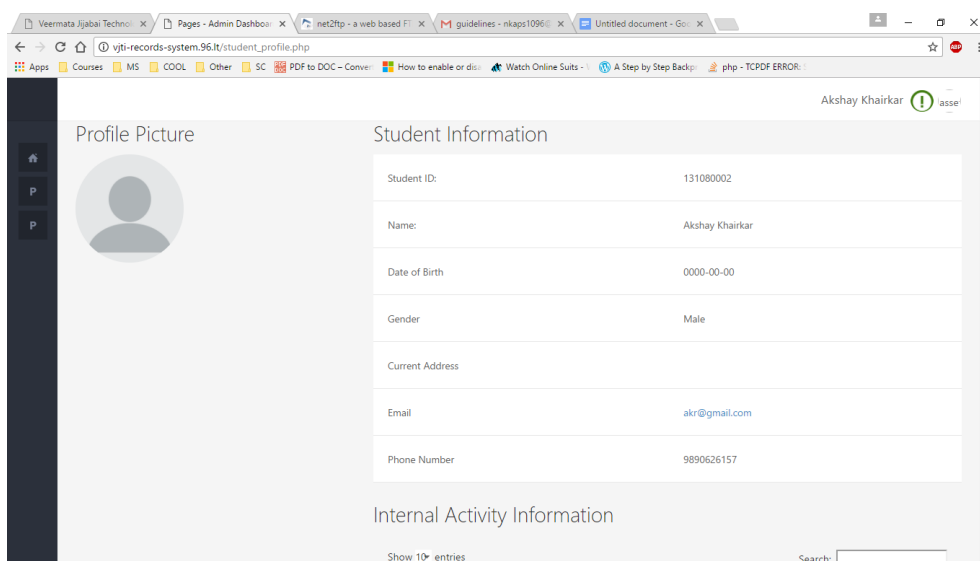 Veermata Jijabai Technol
Pages - Admin Dashboar
net2ftp - a web based FT
guidelines - nkaps1096@
Untitled document - Goo
vjti-records-system.96.lt/student_profile.php
ABP
Apps Courses MS COOL Other SC PDF to DOC – Conver How to enable or disa Watch Online Suits - A Step by Step Backp php - TCPDF ERROR:
Akshay Khairkar
asse
Profile Picture
Student Information
P
P
Student ID: 131080002
Name: Akshay Khairkar
Date of Birth 0000-00-00
Gender Male
Current Address
Email akr@gmail.com
Phone Number 9890626157
Internal Activity Information
Show 10 entries
Search: